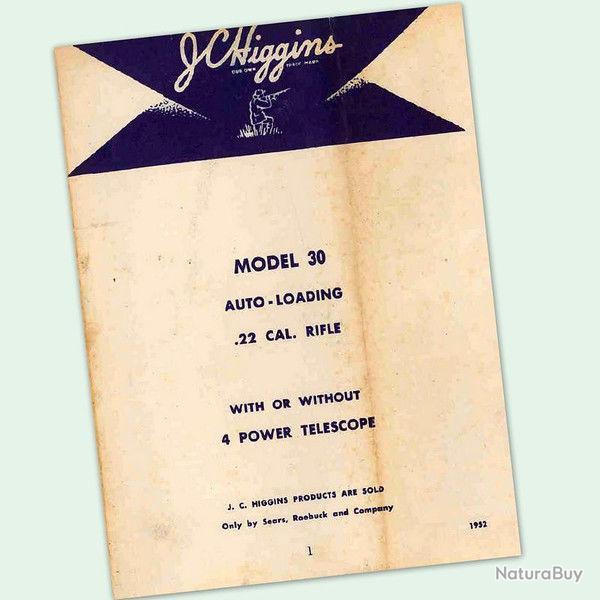 J.C. Higgins
OUR OWN TRADE MARK
MODEL 30
AUTO-LOADING
.22 CAL. RIFLE
WITH OR WITHOUT
4 POWER TELESCOPE
J. C. HIGGINS PRODUCTS ARE SOLD
Only by Sears, Roebuck and Company
1952
1
NaturaBuy